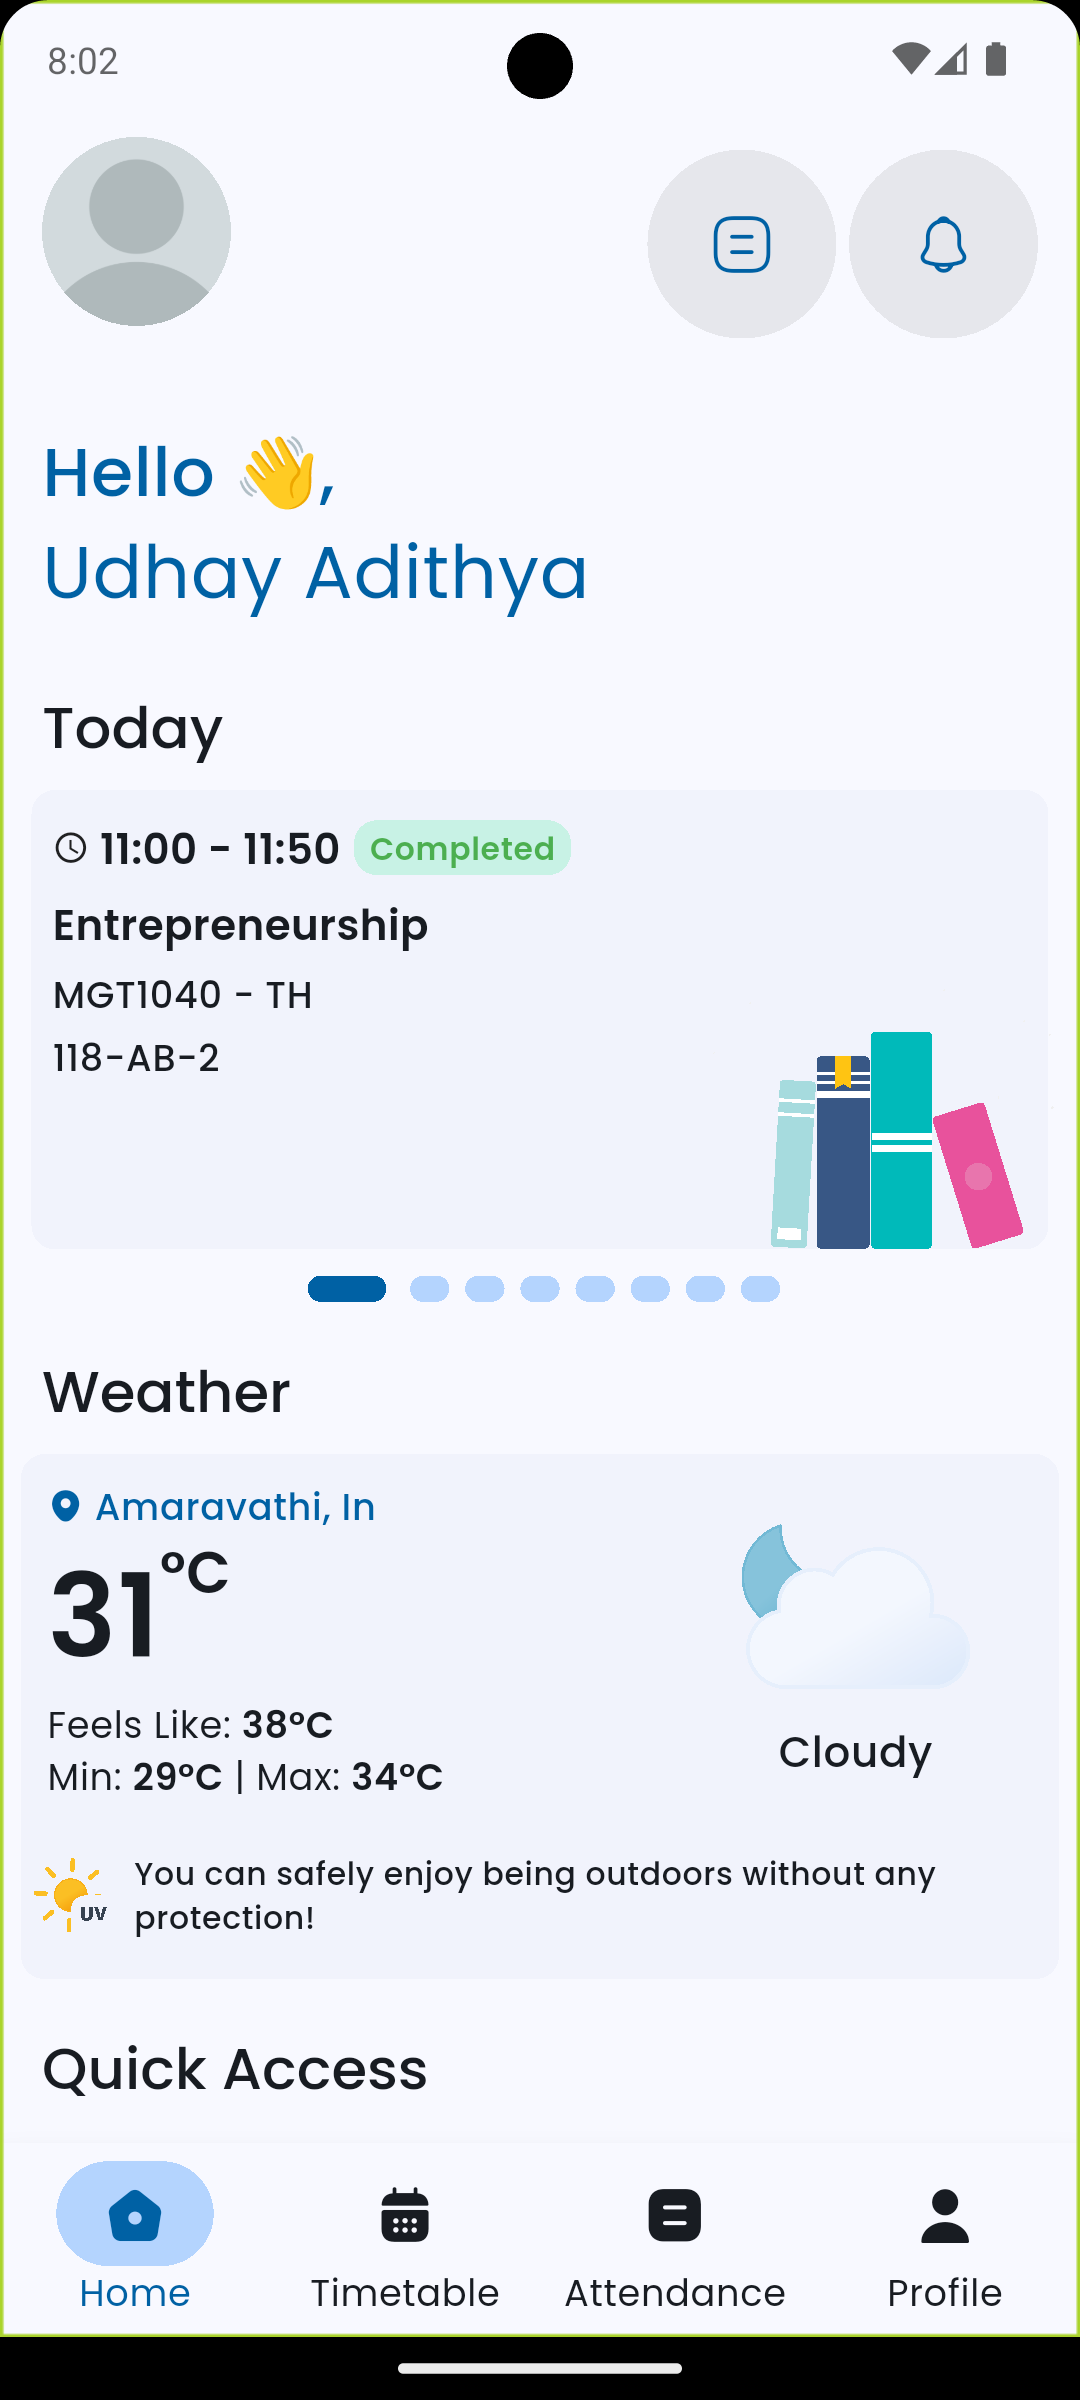 8:02
Hello 👋,
Udhay Adithya
Today
11:00 - 11:50 Completed
Entrepreneurship
MGT1040 - TH
118-AB-2
Weather
Amaravathi, In
31°C
Feels Like: 38°C
Min: 29°C | Max: 34°C
Cloudy
UV
You can safely enjoy being outdoors without any
protection!
Quick Access
Home
Timetable
Attendance
Profile